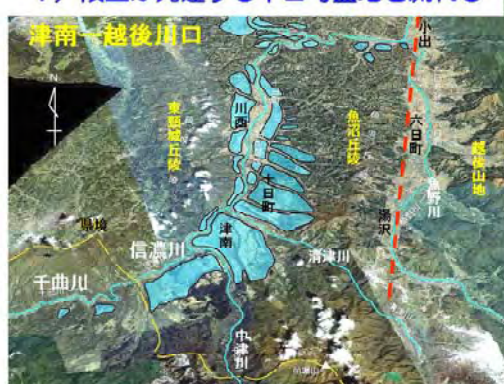 津南ー越後川口
小出
川西
東頸城丘陵
魚沼丘陵
六日町
越後山地
十日町
魚野川
湯沢
県境
信濃川
津南
清津川
千曲川
中津川
N